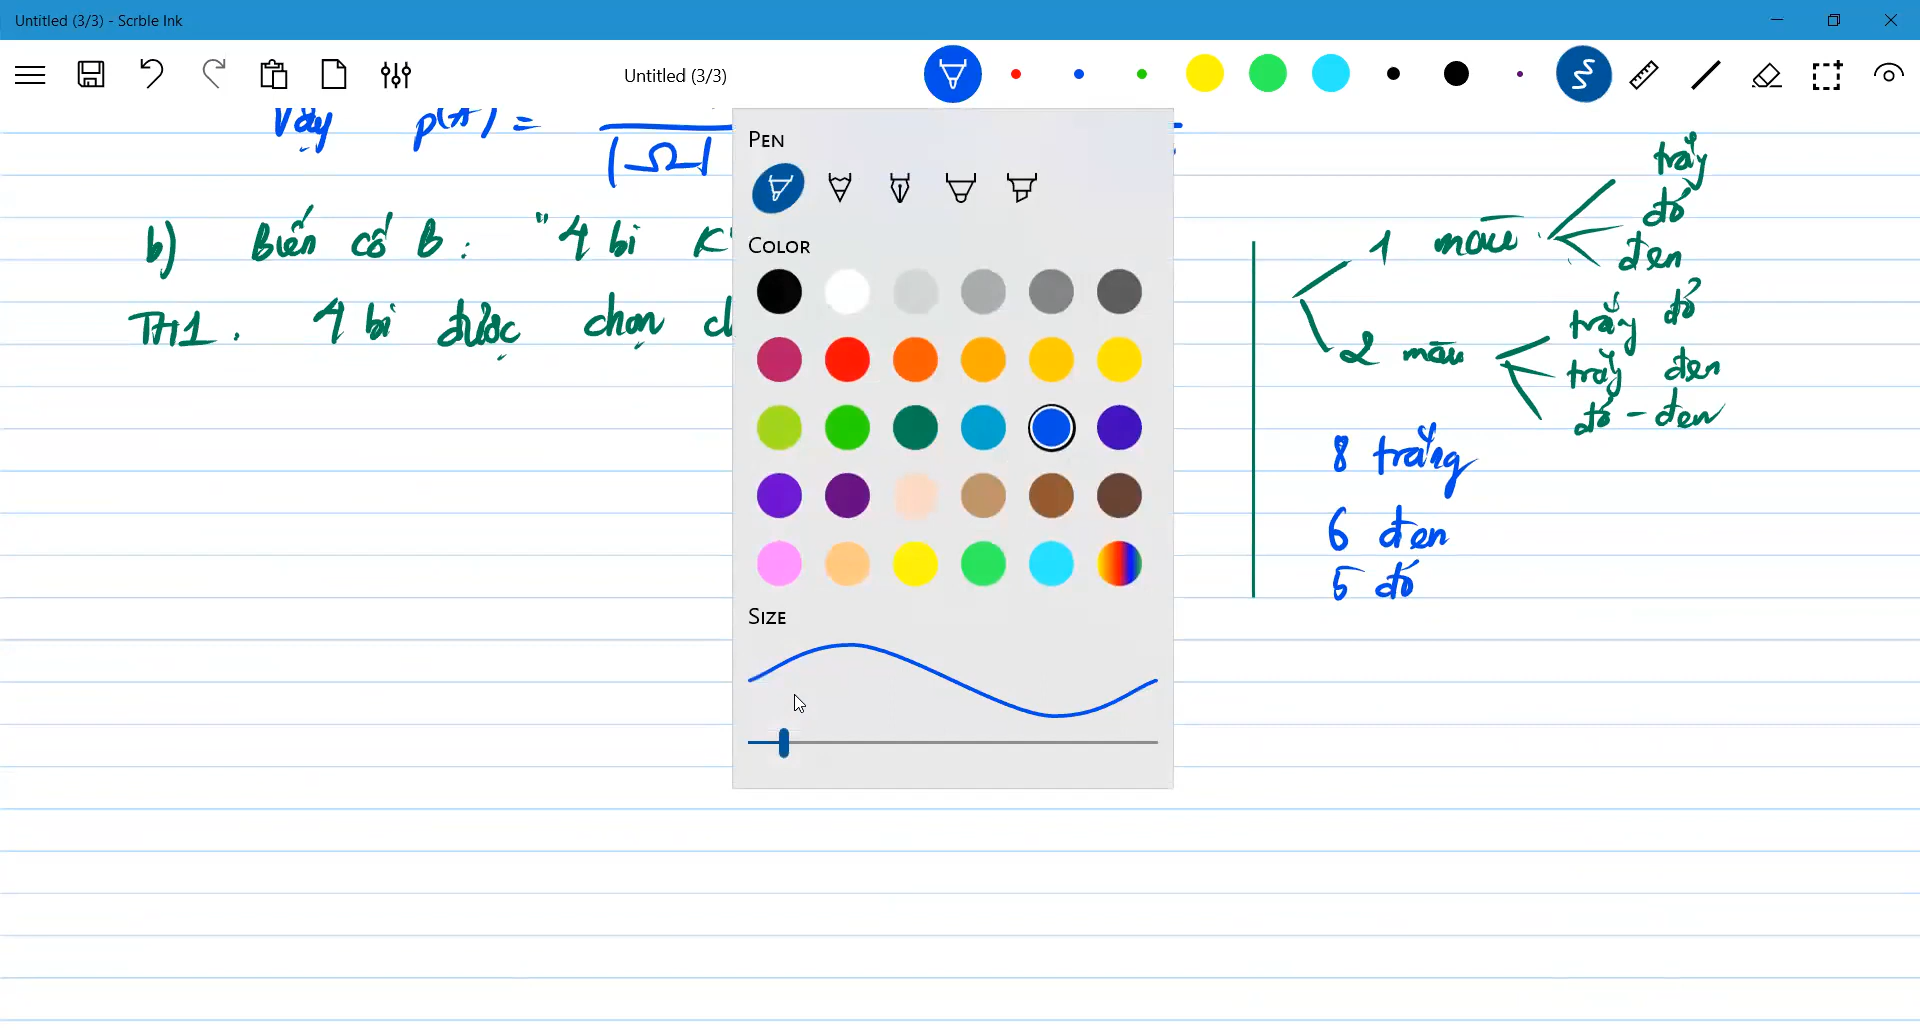 Untitled (3/3) - Scrble Ink
Untitled (3/3)
Vậy P(A) =
|Ω|
b) Biến cố B : "4 bi K
TH1. 4 bi được chọn
PEN
COLOR
SIZE
1 màu
trắng
đỏ
đen
2 màu
trắng đỏ
trắng đen
đỏ - đen
8 trắng
6 đen
5 đỏ